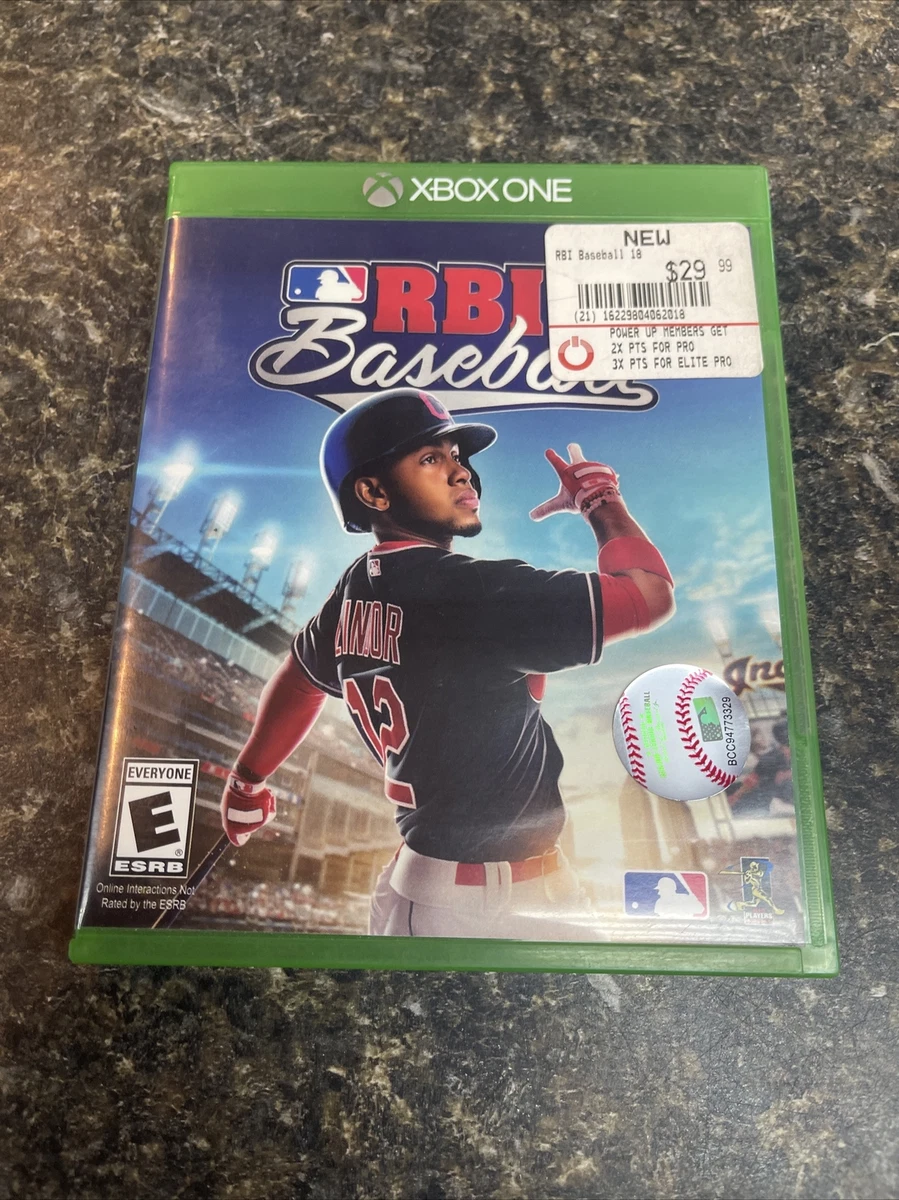 XBOX ONE
NEW
RBI Baseball 18
$29 99
(21) 16229804062018
POWER UP MEMBERS GET
2X PTS FOR PRO
3X PTS FOR ELITE PRO
RBI
Baseball
12
BCC94773329
EVERYONE
E
ESRB
Online Interactions Not
Rated by the ESRB
PLAYERS